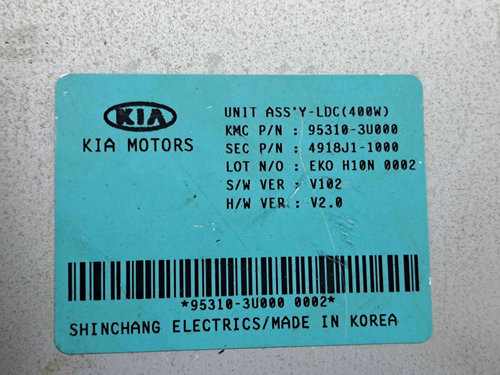 KIA
KIA MOTORS
UNIT ASS'Y-LDC(400W)
KMC P/N : 95310-3U000
SEC P/N : 4918J1-1000
LOT N/O : EKO H10N 0002
S/W VER : V102
H/W VER : V2.0
*95310-3U000 0002*
SHINCHANG ELECTRICS/MADE IN KOREA